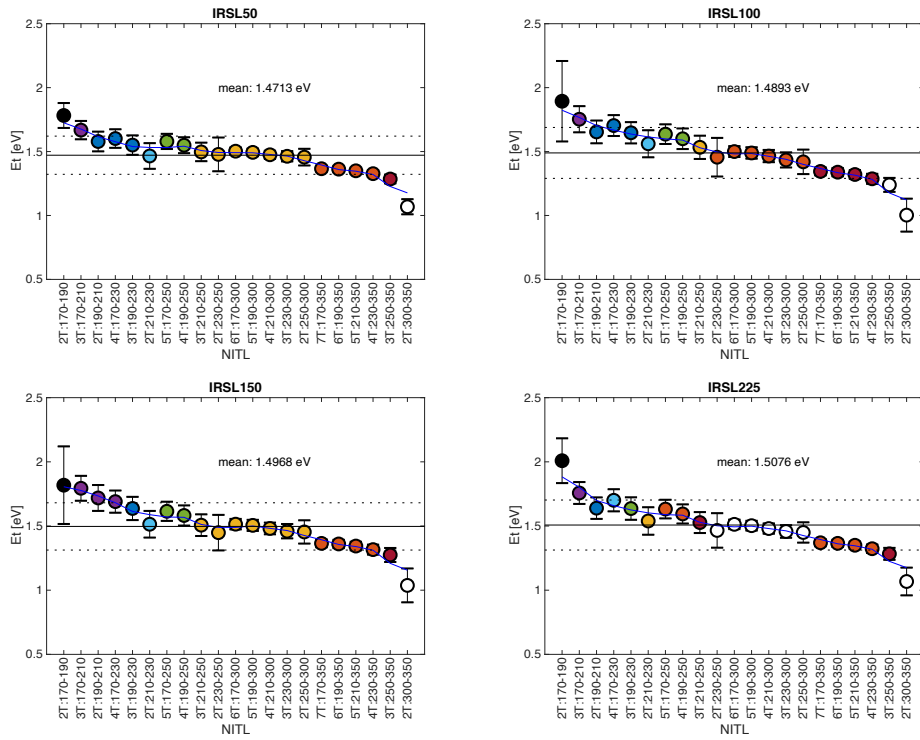 IRSL50
2.5
2
1.5
1
0.5
Et [eV]
mean: 1.4713 eV
2T:170-190
3T:170-210
2T:190-210
4T:170-230
3T:190-230
2T:210-230
5T:170-250
4T:190-250
3T:210-250
2T:230-250
6T:170-300
5T:190-300
4T:210-300
3T:230-300
2T:250-300
7T:170-350
6T:190-350
5T:210-350
4T:230-350
3T:250-350
2T:300-350
NITL
IRSL100
2.5
2
1.5
1
0.5
Et [eV]
mean: 1.4893 eV
2T:170-190
3T:170-210
2T:190-210
4T:170-230
3T:190-230
2T:210-230
5T:170-250
4T:190-250
3T:210-250
2T:230-250
6T:170-300
5T:190-300
4T:210-300
3T:230-300
2T:250-300
7T:170-350
6T:190-350
5T:210-350
4T:230-350
3T:250-350
2T:300-350
NITL
IRSL150
2.5
2
1.5
1
0.5
Et [eV]
mean: 1.4968 eV
2T:170-190
3T:170-210
2T:190-210
4T:170-230
3T:190-230
2T:210-230
5T:170-250
4T:190-250
3T:210-250
2T:230-250
6T:170-300
5T:190-300
4T:210-300
3T:230-300
2T:250-300
7T:170-350
6T:190-350
5T:210-350
4T:230-350
3T:250-350
2T:300-350
NITL
IRSL225
2.5
2
1.5
1
0.5
Et [eV]
mean: 1.5076 eV
2T:170-190
3T:170-210
2T:190-210
4T:170-230
3T:190-230
2T:210-230
5T:170-250
4T:190-250
3T:210-250
2T:230-250
6T:170-300
5T:190-300
4T:210-300
3T:230-300
2T:250-300
7T:170-350
6T:190-350
5T:210-350
4T:230-350
3T:250-350
2T:300-350
NITL